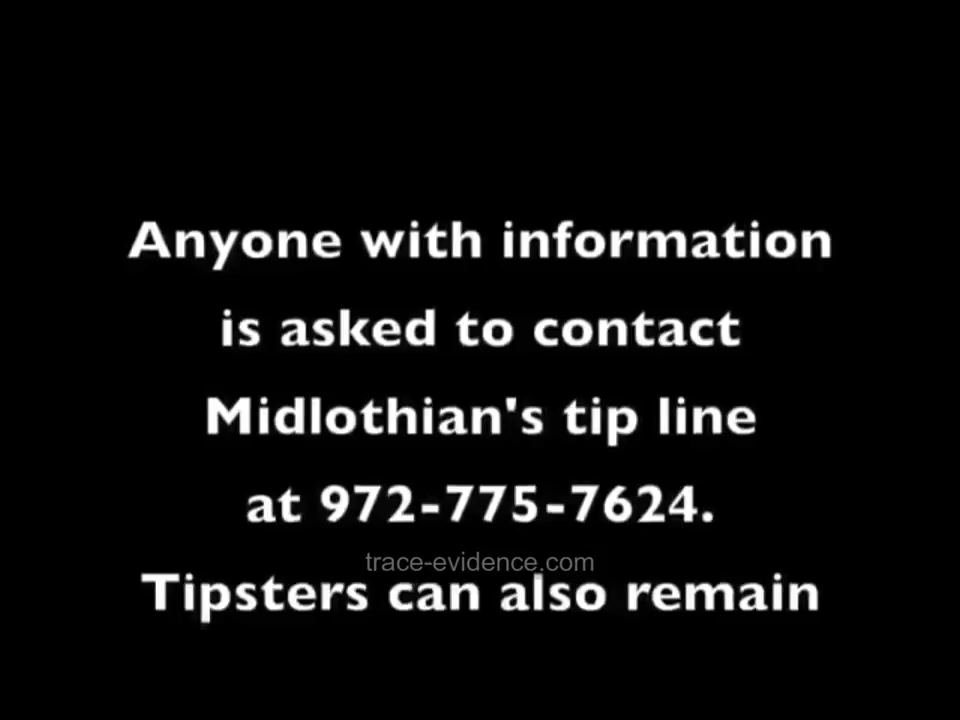 Anyone with information
is asked to contact
Midlothian's tip line
at 972-775-7624.
trace-evidence.com
Tipsters can also remain